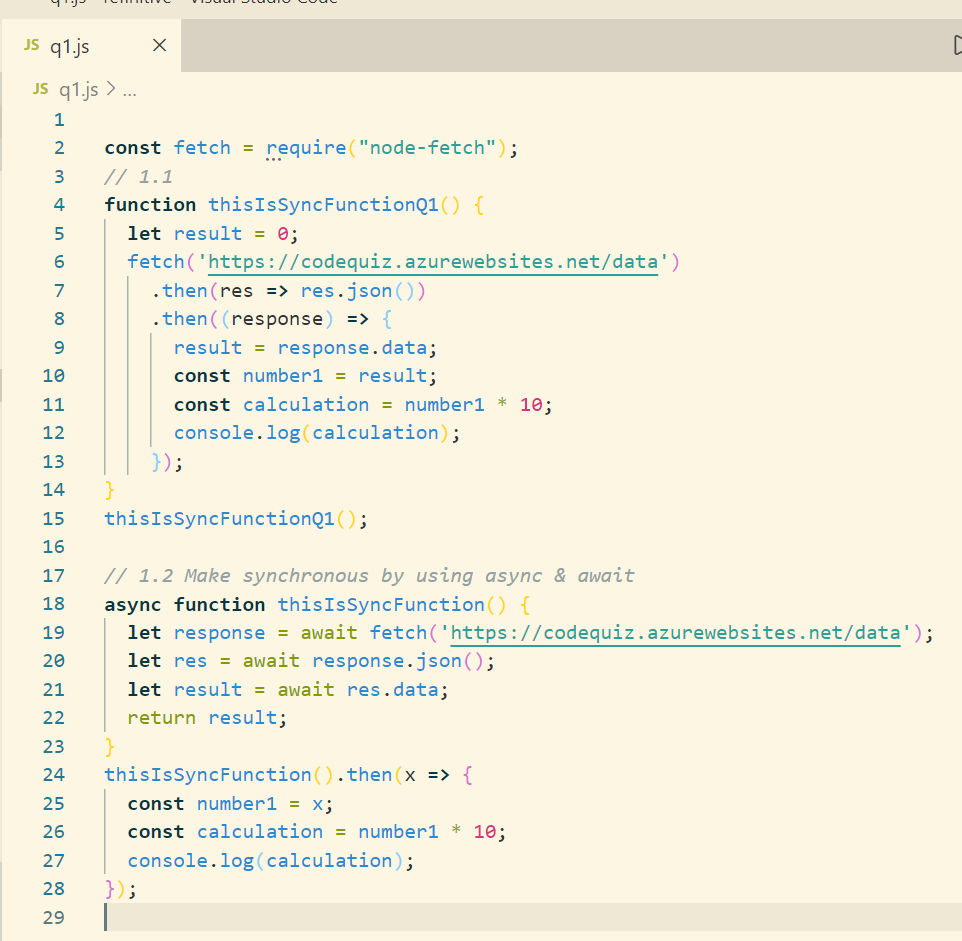 q1.js - refinitive - Visual Studio Code
JS q1.js ×
JS q1.js > ...
1
2 const fetch = require("node-fetch");
3 // 1.1
4 function thisIsSyncFunctionQ1() {
5 let result = 0;
6 fetch('https://codequiz.azurewebsites.net/data')
7 .then(res => res.json())
8 .then((response) => {
9 result = response.data;
10 const number1 = result;
11 const calculation = number1 * 10;
12 console.log(calculation);
13 });
14 }
15 thisIsSyncFunctionQ1();
16
17 // 1.2 Make synchronous by using async & await
18 async function thisIsSyncFunction() {
19 let response = await fetch('https://codequiz.azurewebsites.net/data');
20 let res = await response.json();
21 let result = await res.data;
22 return result;
23 }
24 thisIsSyncFunction().then(x => {
25 const number1 = x;
26 const calculation = number1 * 10;
27 console.log(calculation);
28 });
29